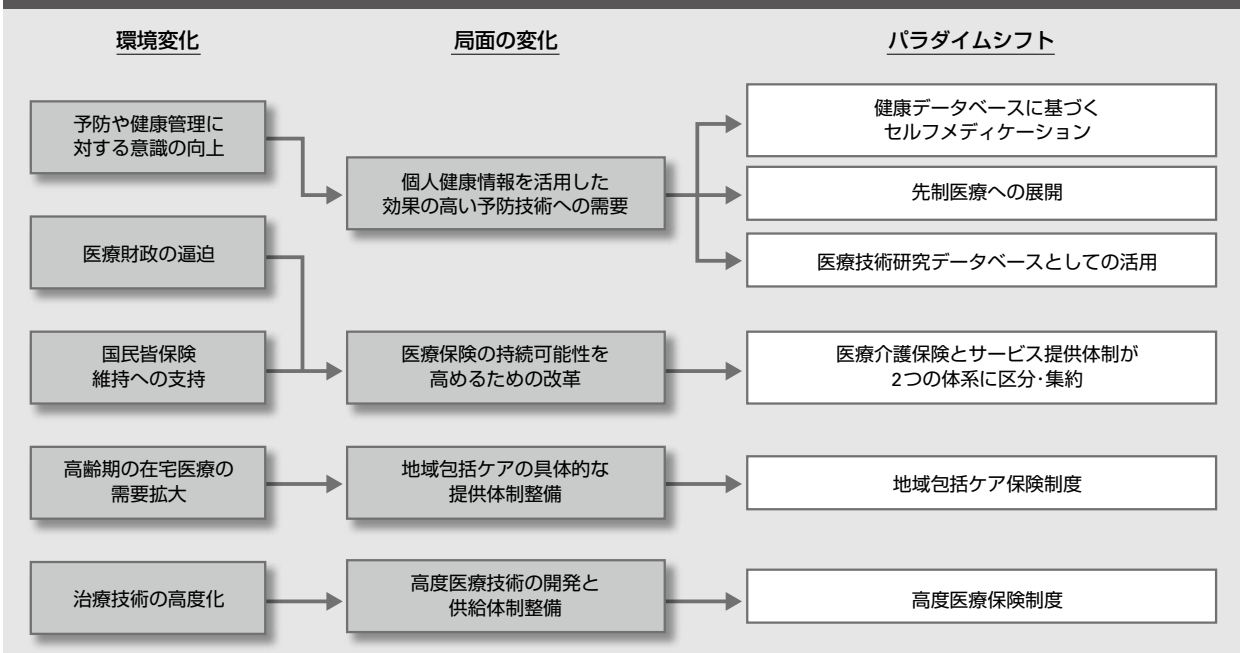 環境変化
局面の変化
パラダイムシフト
予防や健康管理に
対する意識の向上
医療財政の逼迫
国民皆保険
維持への支持
高齢期の在宅医療の
需要拡大
治療技術の高度化
個人健康情報を活用した
効果の高い予防技術への需要
医療保険の持続可能性を
高めるための改革
地域包括ケアの具体的な
提供体制整備
高度医療技術の開発と
供給体制整備
健康データベースに基づく
セルフメディケーション
先制医療への展開
医療技術研究データベースとしての活用
医療介護保険とサービス提供体制が
2つの体系に区分・集約
地域包括ケア保険制度
高度医療保険制度